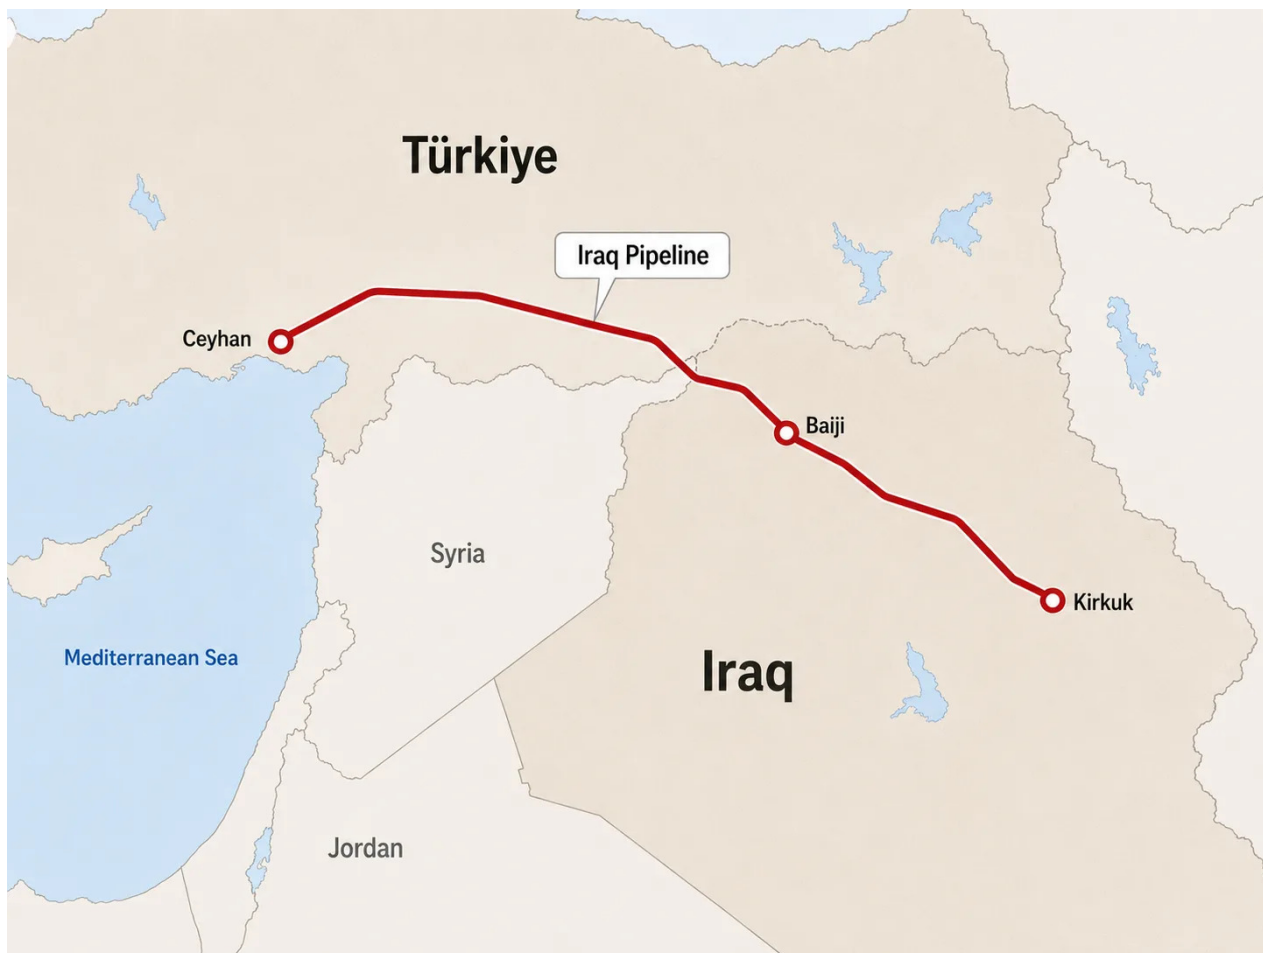 Türkiye
Iraq Pipeline
Ceyhan
Baiji
Syria
Kirkuk
Mediterranean Sea
Iraq
Jordan